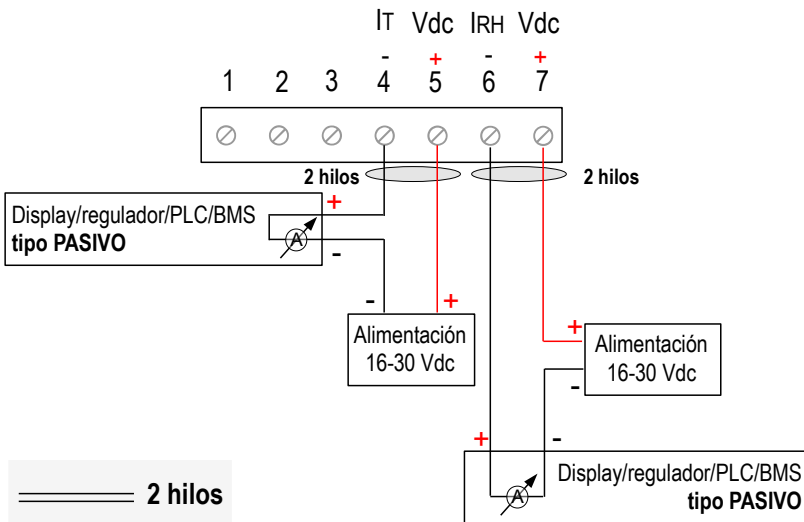 IT Vdc IRH Vdc
- + - +
1 2 3 4 5 6 7
2 hilos 2 hilos
Display/regulador/PLC/BMS
tipo PASIVO
+
A
-
- +
Alimentación
16-30 Vdc
+
-
Alimentación
16-30 Vdc
+ -
Display/regulador/PLC/BMS
tipo PASIVO
A
2 hilos